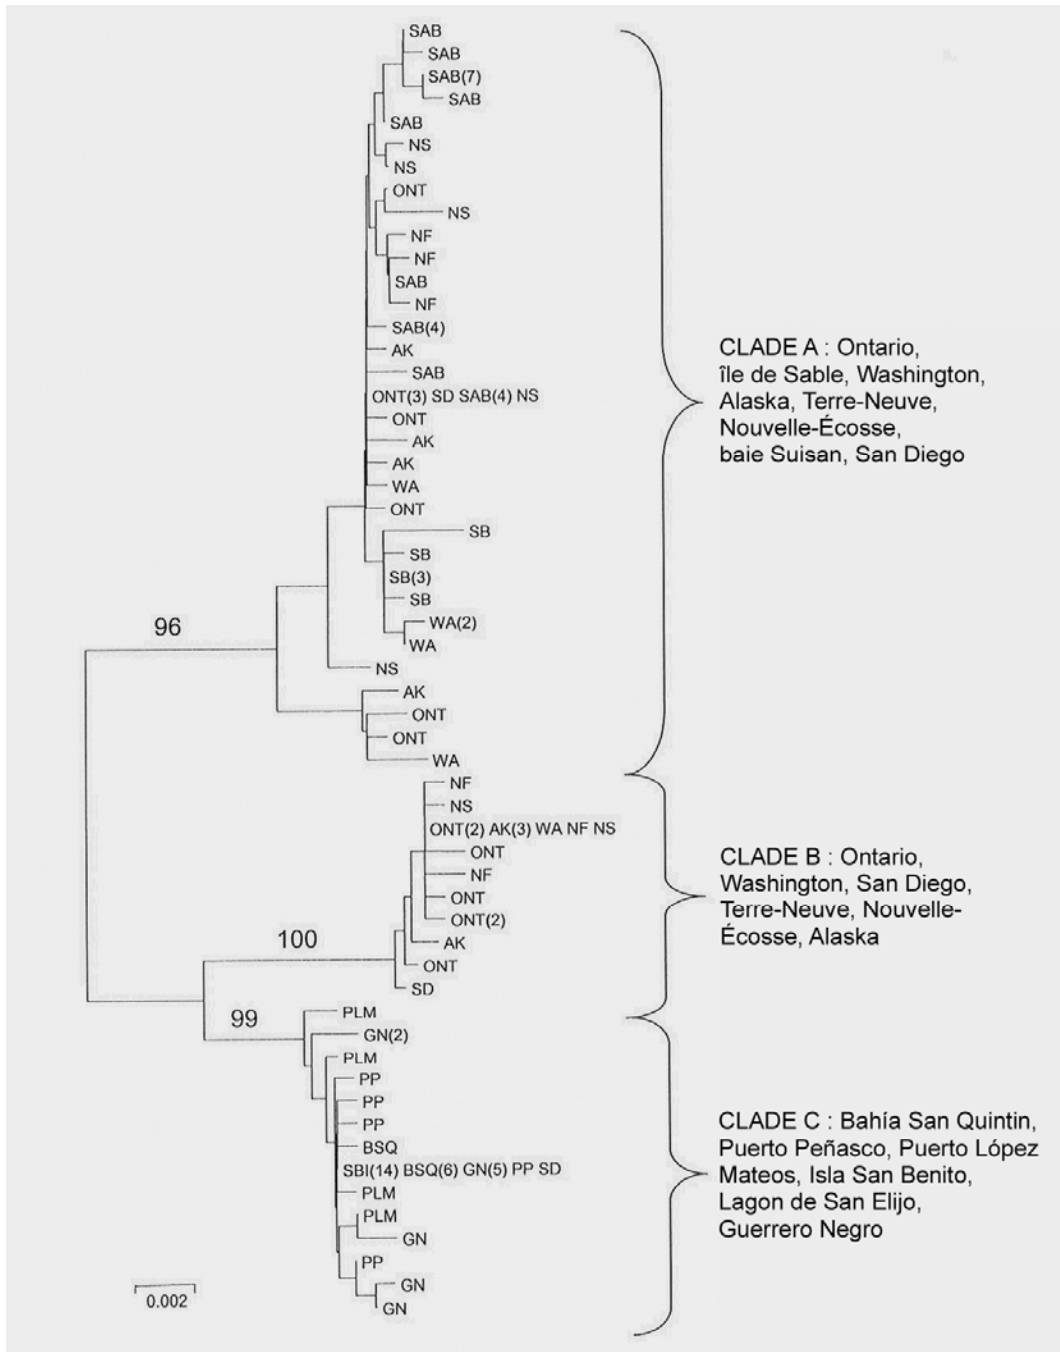 SAB
SAB
SAB(7)
SAB
SAB
NS
NS
ONT
NS
NF
NF
SAB
NF
SAB(4)
AK
SAB
ONT(3) SD SAB(4) NS
ONT
AK
AK
WA
ONT
SB
SB
SB(3)
SB
WA(2)
WA
NS
AK
ONT
ONT
WA
96
CLADE A : Ontario,
île de Sable, Washington,
Alaska, Terre-Neuve,
Nouvelle-Écosse,
baie Suisan, San Diego
NF
NS
ONT(2) AK(3) WA NF NS
ONT
NF
ONT
ONT(2)
AK
ONT
SD
100
CLADE B : Ontario,
Washington, San Diego,
Terre-Neuve, Nouvelle-
Écosse, Alaska
99
PLM
GN(2)
PLM
PP
PP
PP
BSQ
SBI(14) BSQ(6) GN(5) PP SD
PLM
PLM
GN
PP
GN
GN
CLADE C : Bahía San Quintin,
Puerto Peñasco, Puerto López
Mateos, Isla San Benito,
Lagon de San Elijo,
Guerrero Negro
0.002